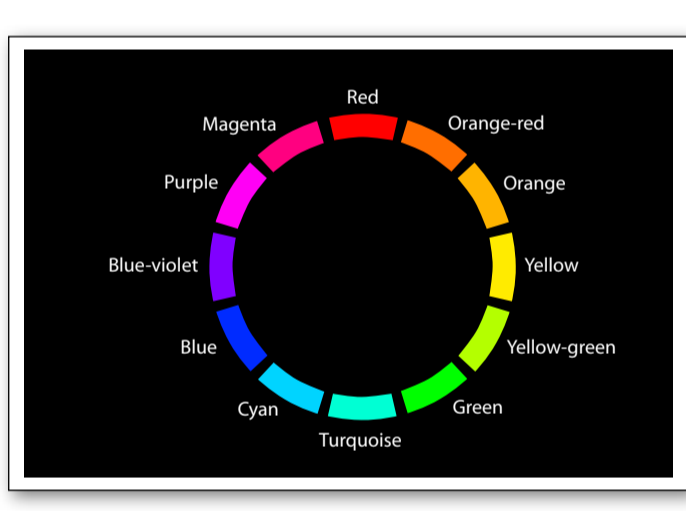 Red
Magenta
Orange-red
Purple
Orange
Blue-violet
Yellow
Blue
Yellow-green
Cyan
Green
Turquoise